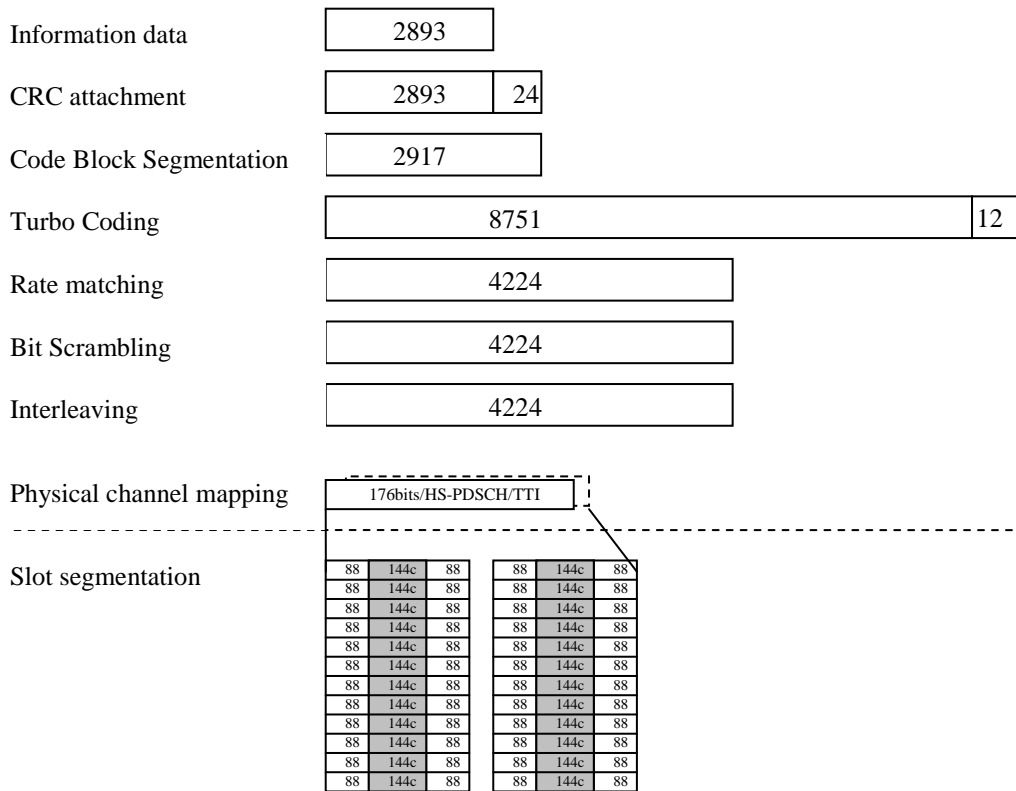 Information data 2893
CRC attachment 2893 24
Code Block Segmentation 2917
Turbo Coding 8751 12
Rate matching 4224
Bit Scrambling 4224
Interleaving 4224
Physical channel mapping 176bits/HS-PDSCH/TTI
Slot segmentation
88 144c 88 88 144c 88
88 144c 88 88 144c 88
88 144c 88 88 144c 88
88 144c 88 88 144c 88
88 144c 88 88 144c 88
88 144c 88 88 144c 88
88 144c 88 88 144c 88
88 144c 88 88 144c 88
88 144c 88 88 144c 88
88 144c 88 88 144c 88
88 144c 88 88 144c 88
88 144c 88 88 144c 88